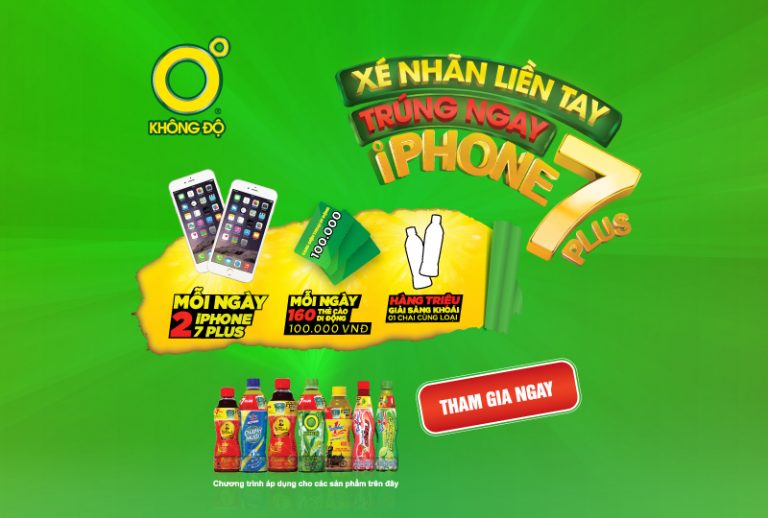 KHÔNG ĐỘ
XÉ NHÃN LIỀN TAY
TRÚNG NGAY
iPHONE 7
PLUS
100.000
MỖI NGÀY
2 IPHONE
7 PLUS
MỖI NGÀY
160 THẺ CÀO
DI ĐỘNG
100.000 VNĐ
HÀNG TRIỆU
GIẢI SẢNG KHOÁI
01 CHAI CÙNG LOẠI
THAM GIA NGAY
Chương trình áp dụng cho các sản phẩm trên đây